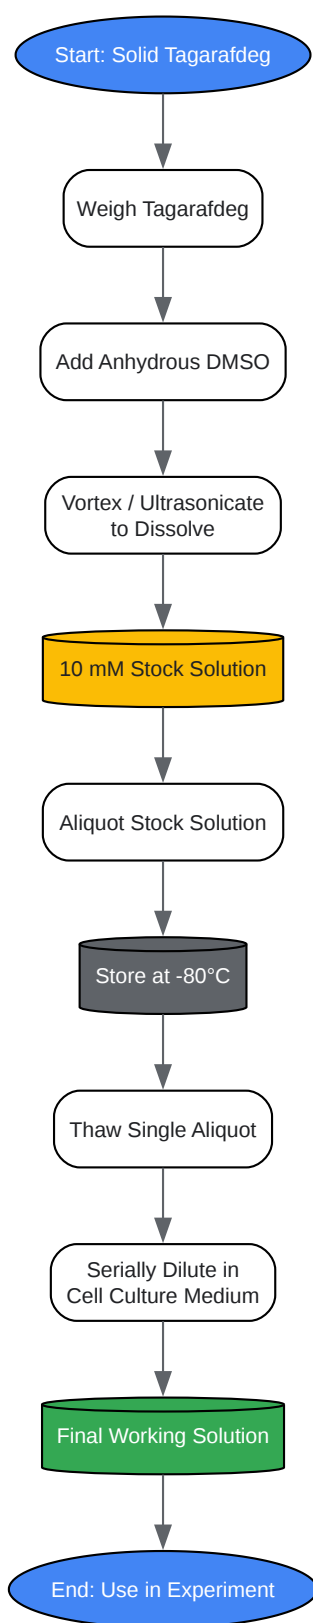 Start: Solid Tagarafdeg
Weigh Tagarafdeg
Add Anhydrous DMSO
Vortex / Ultrasonicate
to Dissolve
10 mM Stock Solution
Aliquot Stock Solution
Store at -80°C
Thaw Single Aliquot
Serially Dilute in
Cell Culture Medium
Final Working Solution
End: Use in Experiment